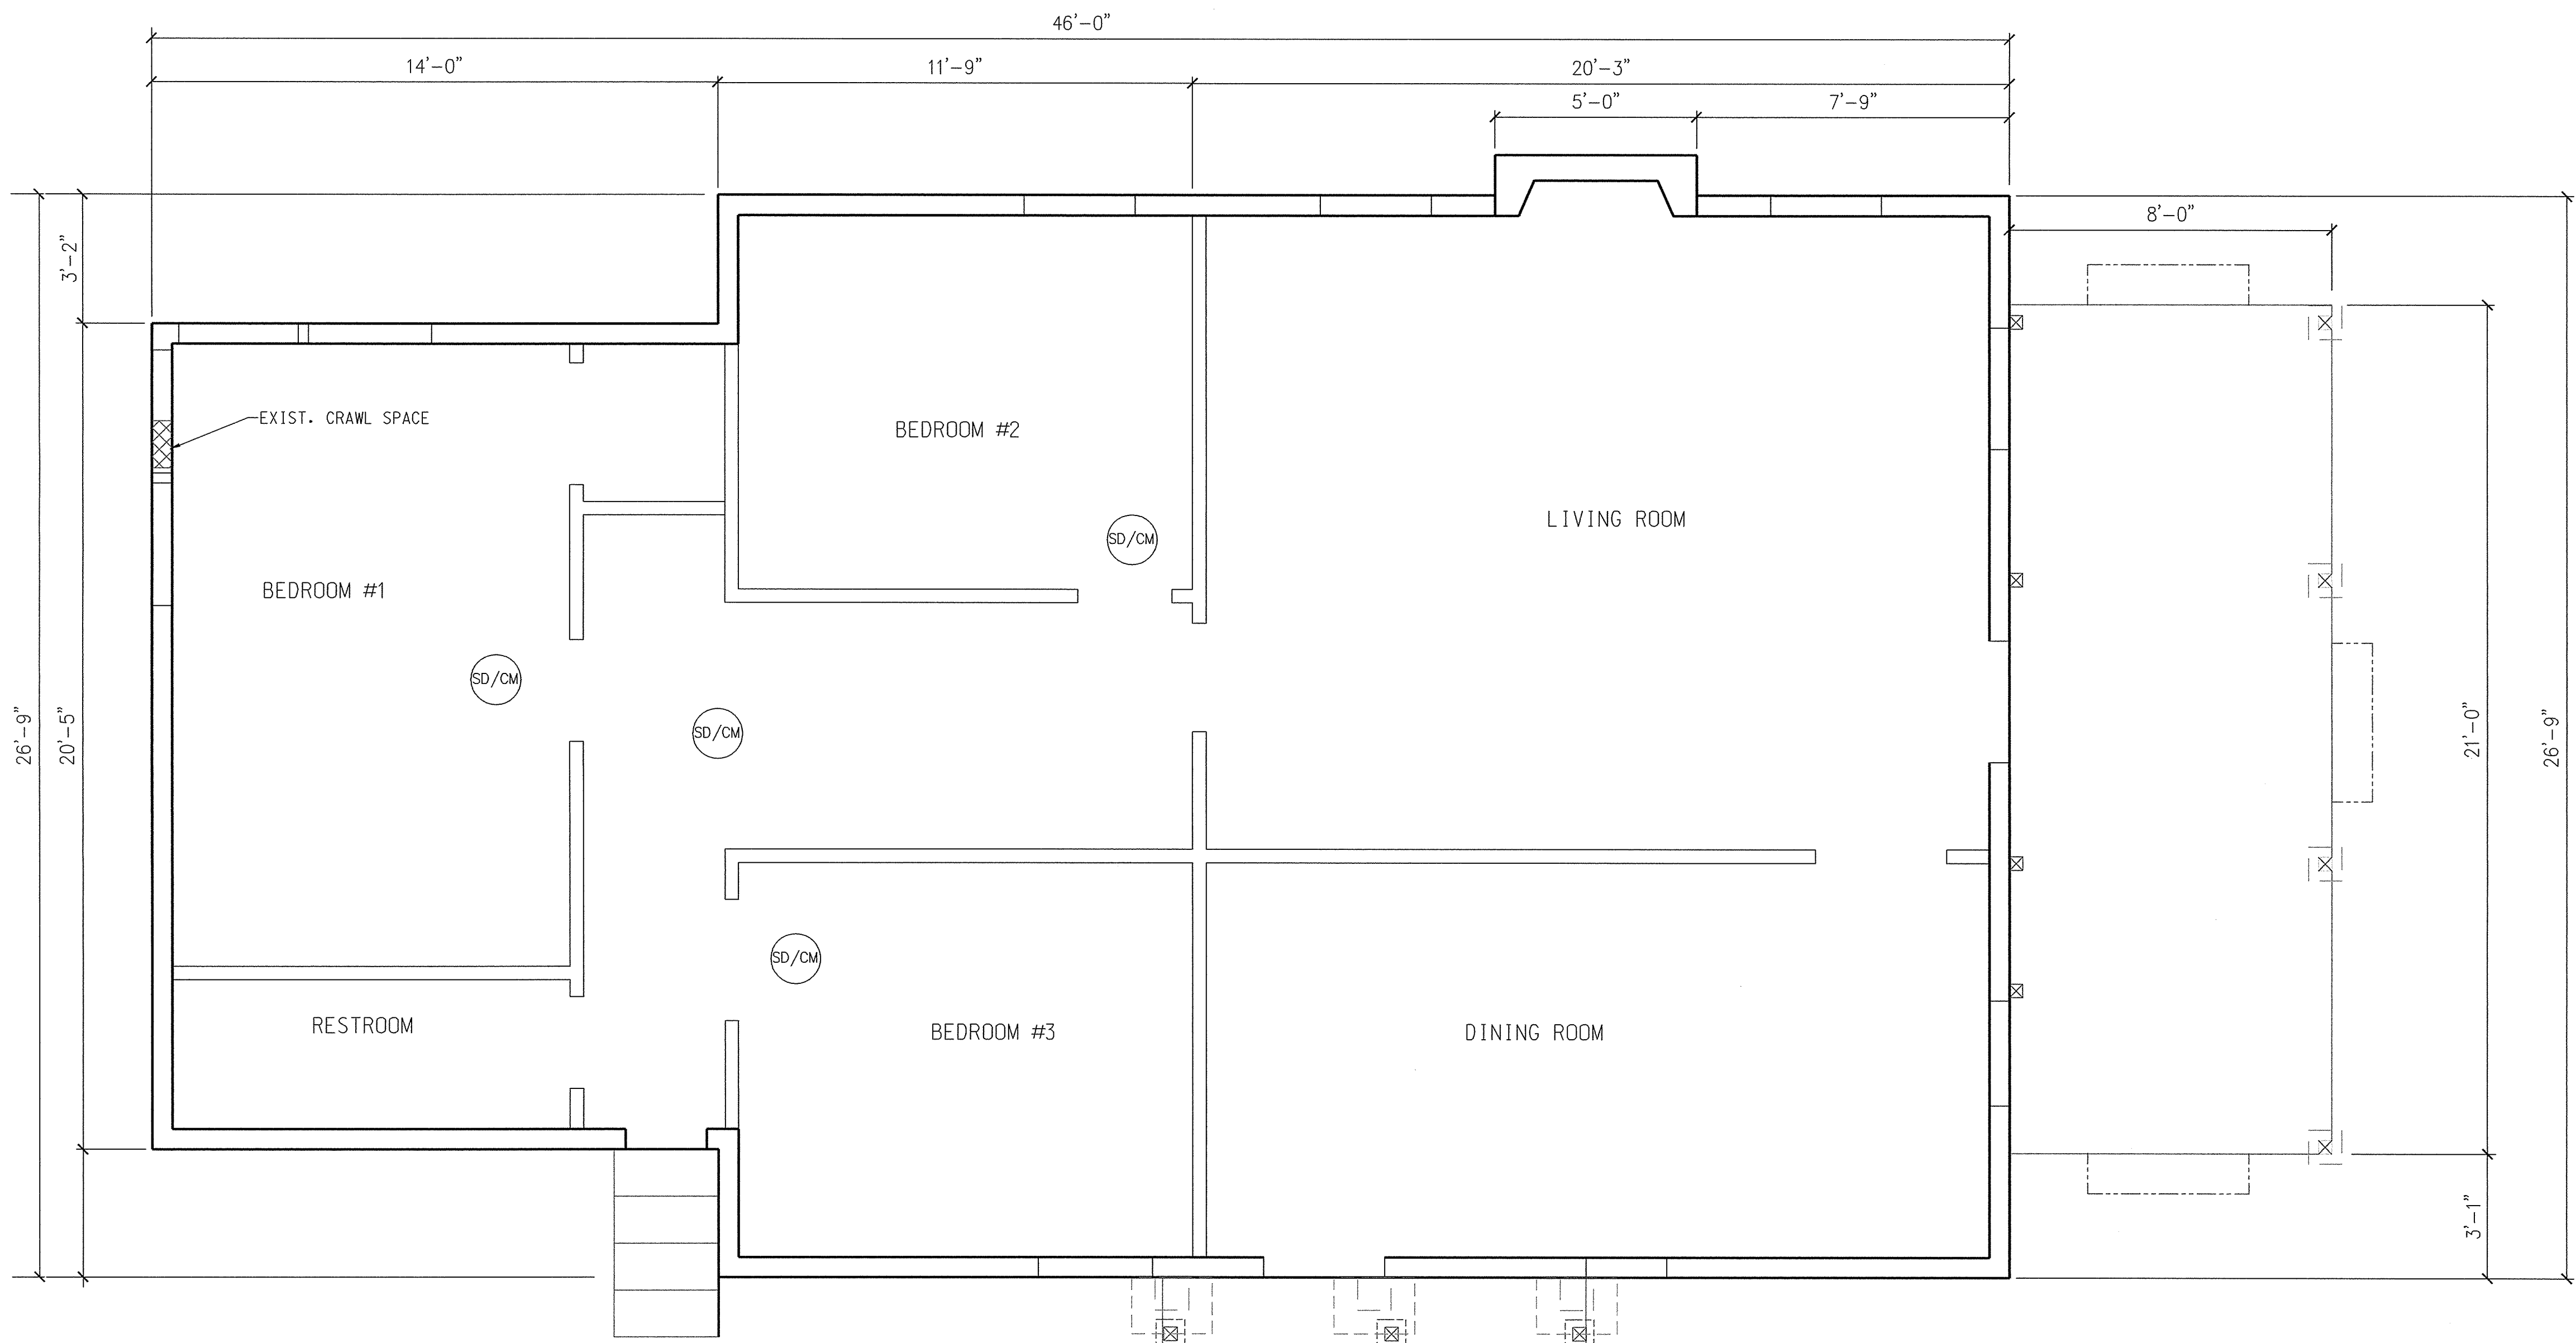 46'-0"
14'-0"
11'-9"
20'-3"
5'-0"
7'-9"
8'-0"
3'-2"
EXIST. CRAWL SPACE
BEDROOM #2
LIVING ROOM
SD/CM
BEDROOM #1
SD/CM
SD/CM
26'-9"
20'-5"
21'-0"
26'-9"
SD/CM
RESTROOM
BEDROOM #3
DINING ROOM
3'-1"